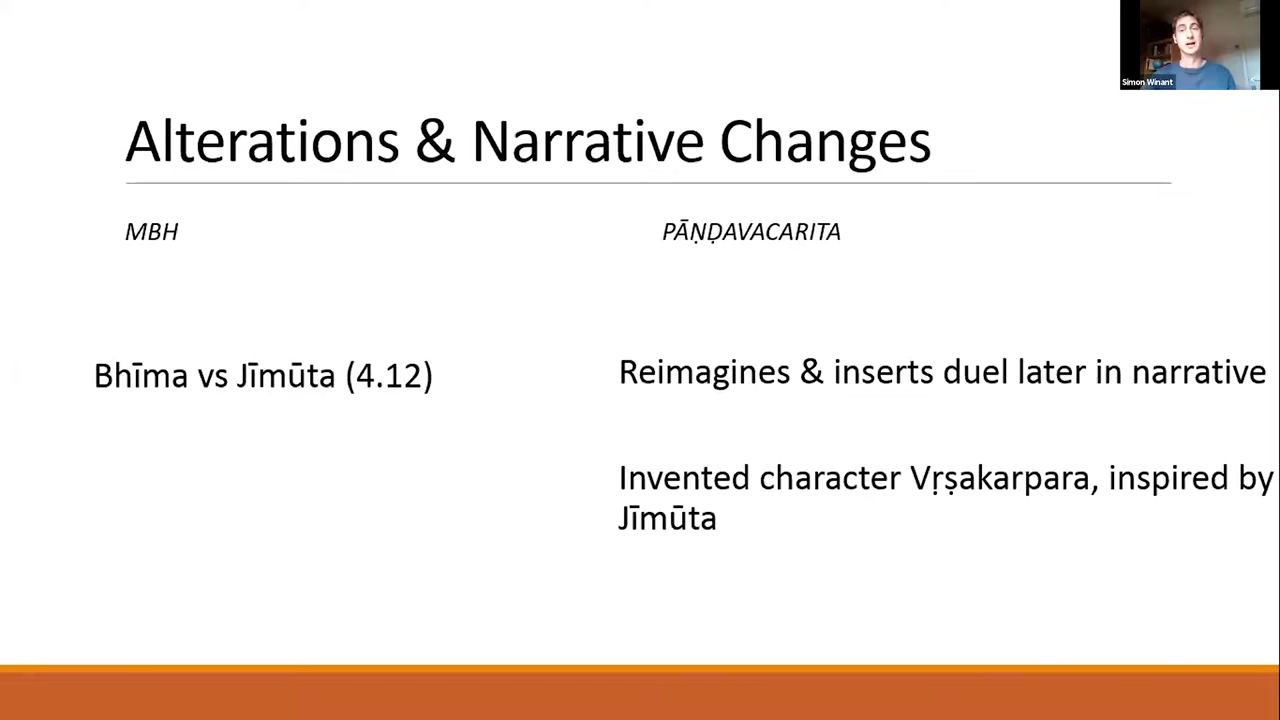 Simon Winant
Alterations & Narrative Changes
MBH
PĀṆḌAVACARITA
Bhīma vs Jīmūta (4.12)
Reimagines & inserts duel later in narrative
Invented character Vṛṣakarpara, inspired by
Jīmūta